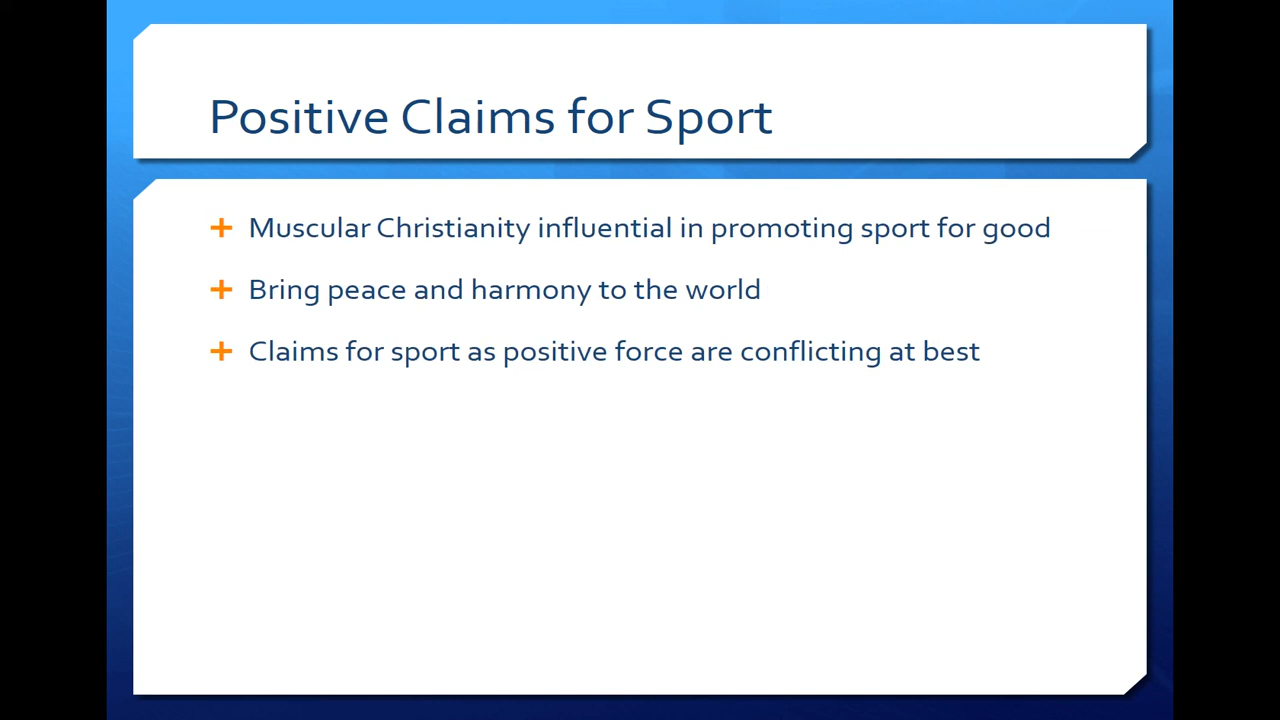 Positive Claims for Sport
Muscular Christianity influential in promoting sport for good
Bring peace and harmony to the world
Claims for sport as positive force are conflicting at best